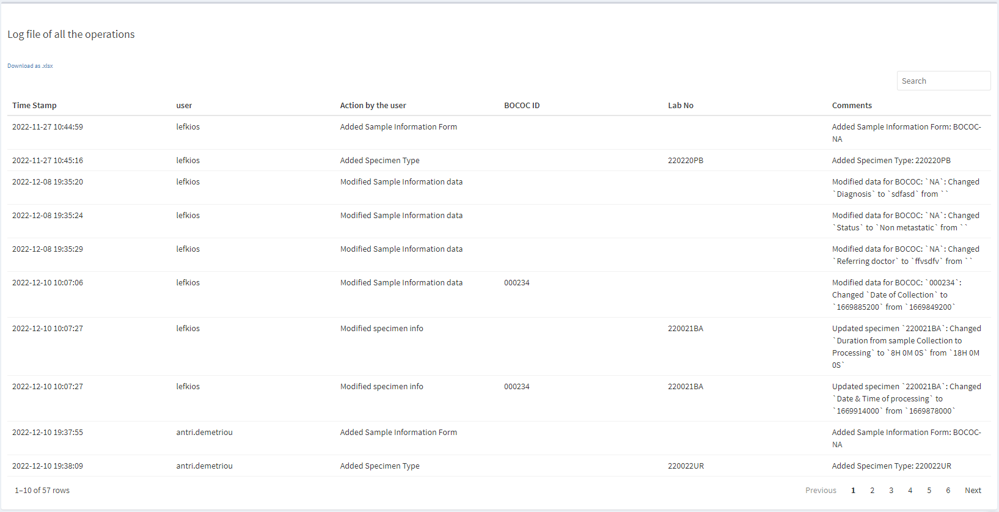 Log file of all the operations
Download as .xlsx
Search
Time Stamp user Action by the user BOCOC ID Lab No Comments
2022-11-27 10:44:59 lefkios Added Sample Information Form Added Sample Information Form: BOCOC-
NA
2022-11-27 10:45:16 lefkios Added Specimen Type 220220PB Added Specimen Type: 220220PB
2022-12-08 19:35:20 lefkios Modified Sample Information data Modified data for BOCOC: `NA`: Changed
`Diagnosis` to `sdfasd` from ``
2022-12-08 19:35:24 lefkios Modified Sample Information data Modified data for BOCOC: `NA`: Changed
`Status` to `Non metastatic` from ``
2022-12-08 19:35:29 lefkios Modified Sample Information data Modified data for BOCOC: `NA`: Changed
`Referring doctor` to `ffvsdfv` from ``
2022-12-10 10:07:06 lefkios Modified Sample Information data 000234 Modified data for BOCOC: `000234`:
Changed `Date of Collection` to
`1669885200` from `1669849200`
2022-12-10 10:07:27 lefkios Modified specimen info 220021BA Updated specimen `220021BA`: Changed
`Duration from sample Collection to
Processing` to `8H 0M 0S` from `18H 0M
0S`
2022-12-10 10:07:27 lefkios Modified specimen info 000234 220021BA Updated specimen `220021BA`: Changed
`Date & Time of processing` to
`1669914000` from `1669878000`
2022-12-10 19:37:55 antri.demetriou Added Sample Information Form Added Sample Information Form: BOCOC-
NA
2022-12-10 19:38:09 antri.demetriou Added Specimen Type 220022UR Added Specimen Type: 220022UR
1–10 of 57 rows Previous 1 2 3 4 5 6 Next